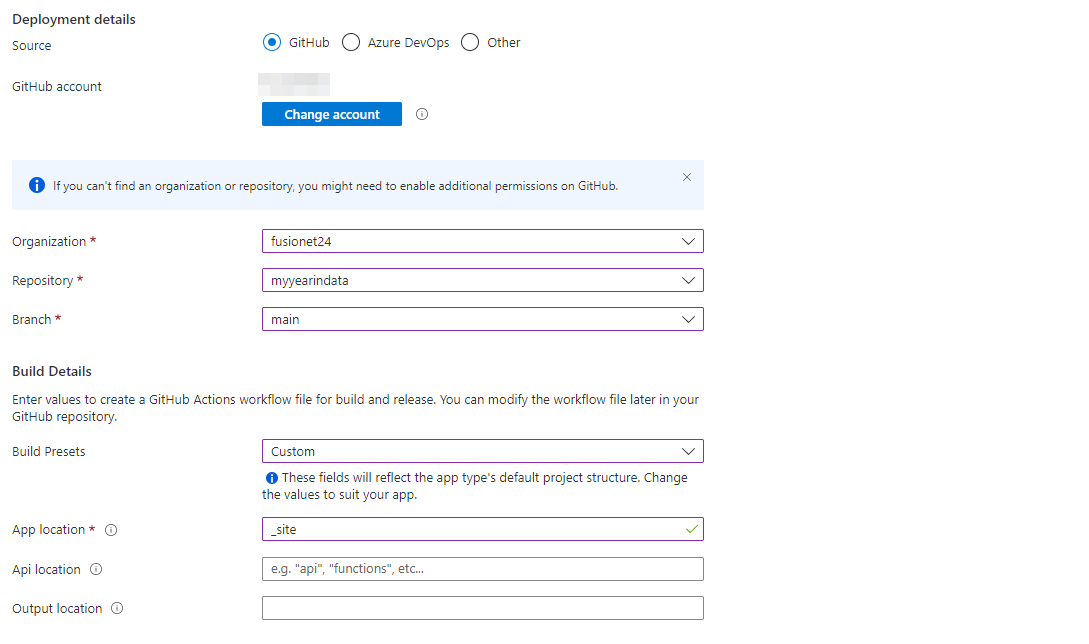 Deployment details
Source
GitHub
Azure DevOps
Other
GitHub account
Change account
If you can't find an organization or repository, you might need to enable additional permissions on GitHub.
Organization *
fusionet24
Repository *
myyearindata
Branch *
main
Build Details
Enter values to create a GitHub Actions workflow file for build and release. You can modify the workflow file later in your
GitHub repository.
Build Presets
Custom
These fields will reflect the app type's default project structure. Change
the values to suit your app.
App location *
_site
Api location
e.g. "api", "functions", etc...
Output location